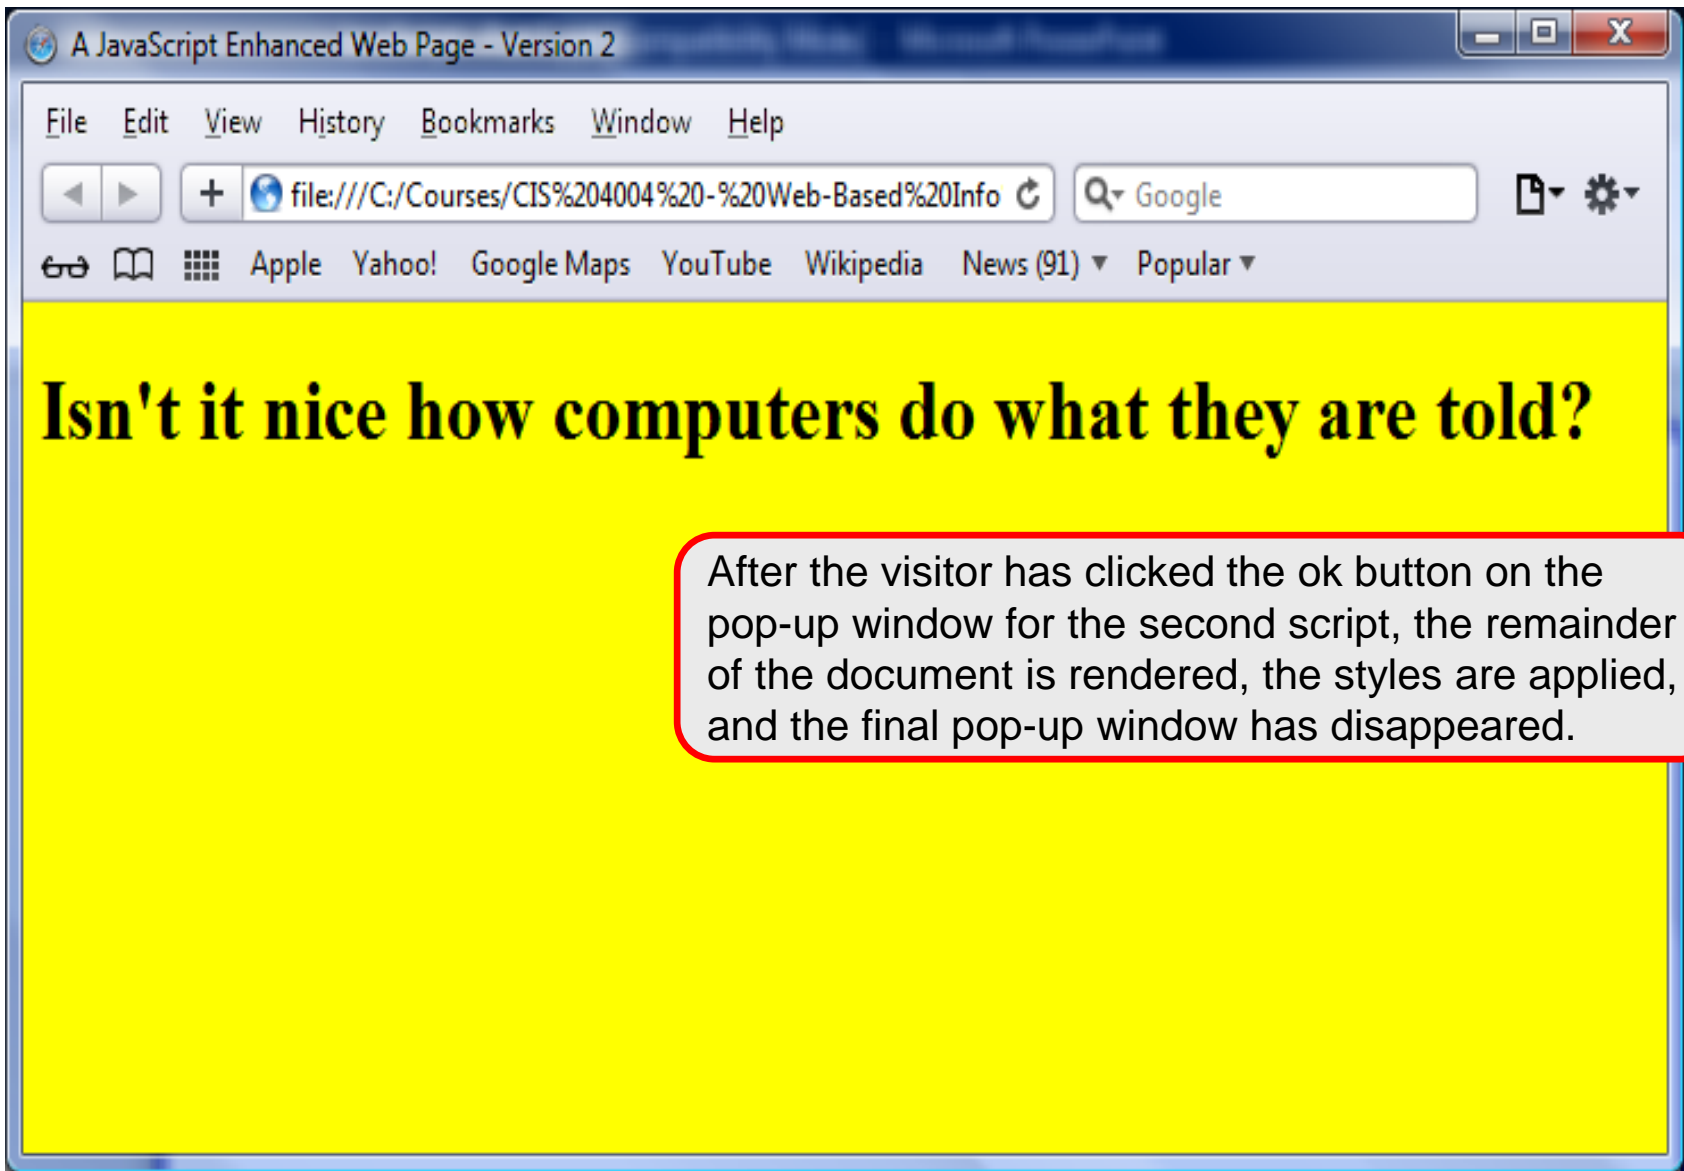 A JavaScript Enhanced Web Page - Version 2
File Edit View History Bookmarks Window Help
file:///C:/Courses/CIS%204004%20-%20Web-Based%20Info Google
Apple Yahoo! Google Maps YouTube Wikipedia News (91) Popular
Isn't it nice how computers do what they are told?
After the visitor has clicked the ok button on the
pop-up window for the second script, the remainder
of the document is rendered, the styles are applied,
and the final pop-up window has disappeared.